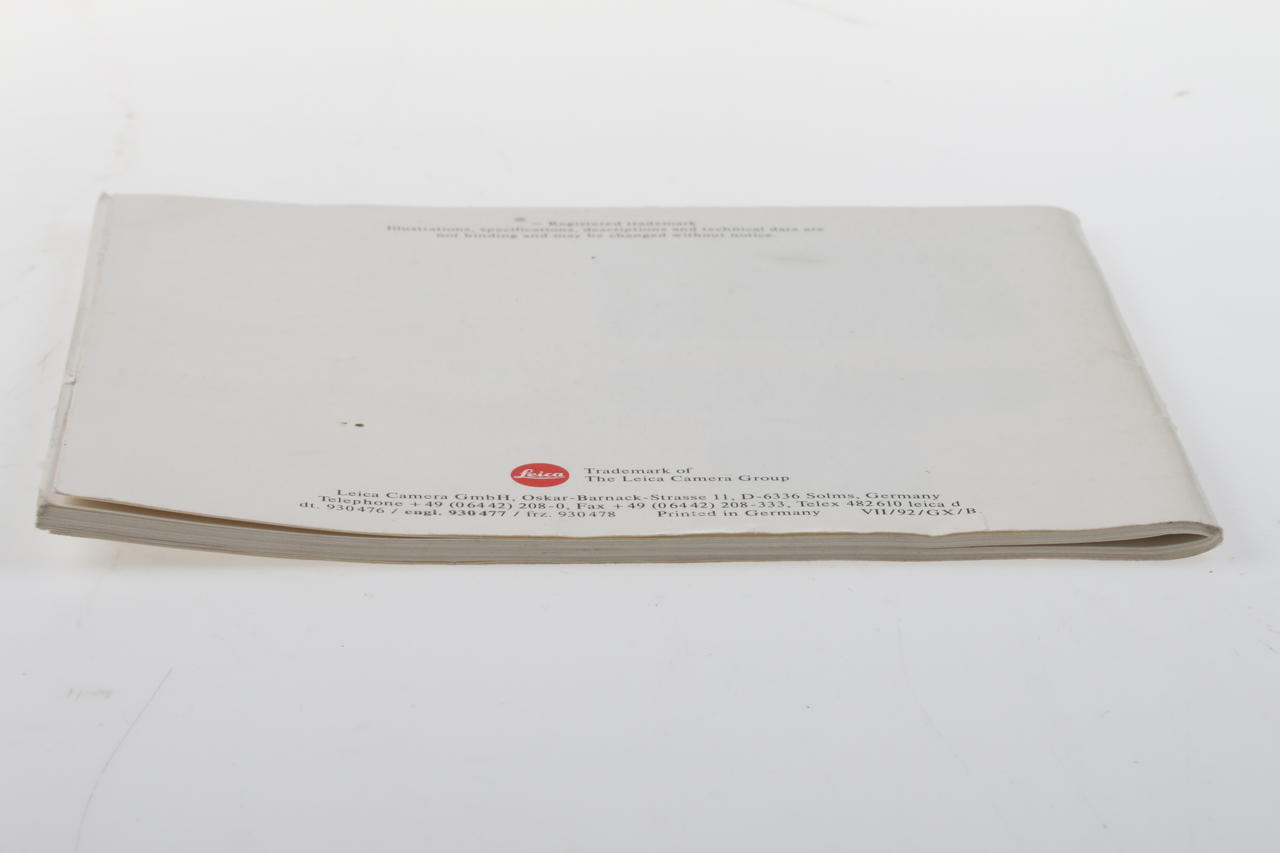 ® = Registered trademark
Illustrations, specifications, descriptions and technical data are
not binding and may be changed without notice.
Leica
Trademark of
The Leica Camera Group
Leica Camera GmbH, Oskar-Barnack-Strasse 11, D-6336 Solms, Germany
Telephone +49 (06442) 208-0, Fax +49 (06442) 208-333, Telex 482610 leica d
dt. 930476 / engl. 930477 / frz. 930478 Printed in Germany VII/92/GX/B